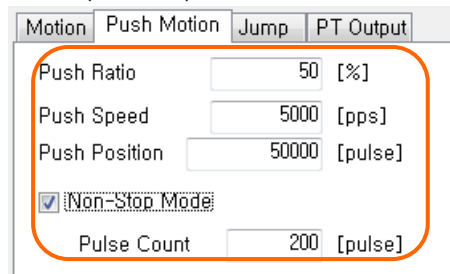 Motion Push Motion Jump PT Output
Push Ratio 50 [%]
Push Speed 5000 [pps]
Push Position 50000 [pulse]
Non-Stop Mode
Pulse Count 200 [pulse]